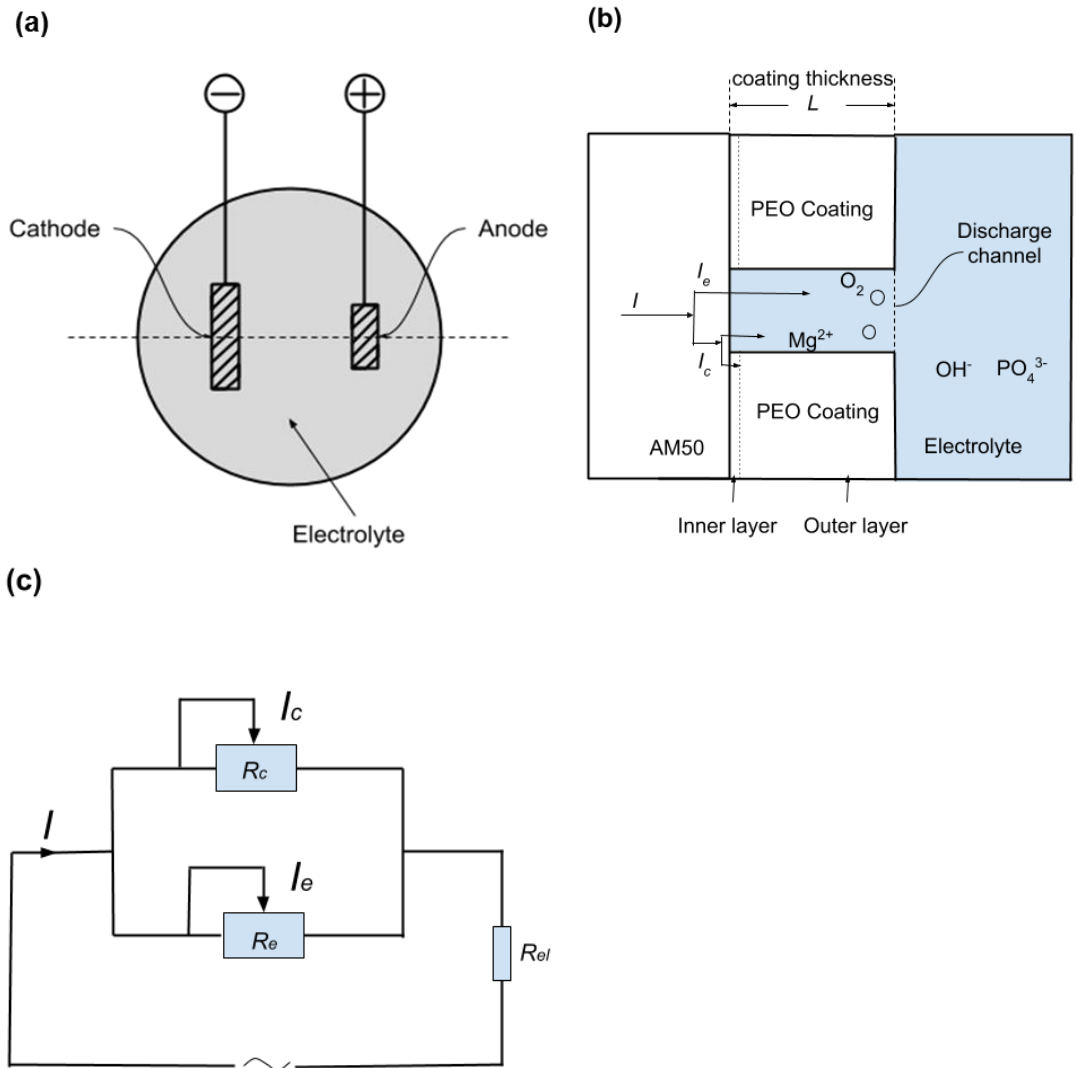 (a)
−
+
Cathode
Anode
Electrolyte
(b)
coating thickness
L
PEO Coating
Discharge
channel
I
Ie
O2
Mg2+
Ic
OH-
PO43-
PEO Coating
AM50
Electrolyte
Inner layer
Outer layer
(c)
Ic
Rc
I
Ie
Re
Rel